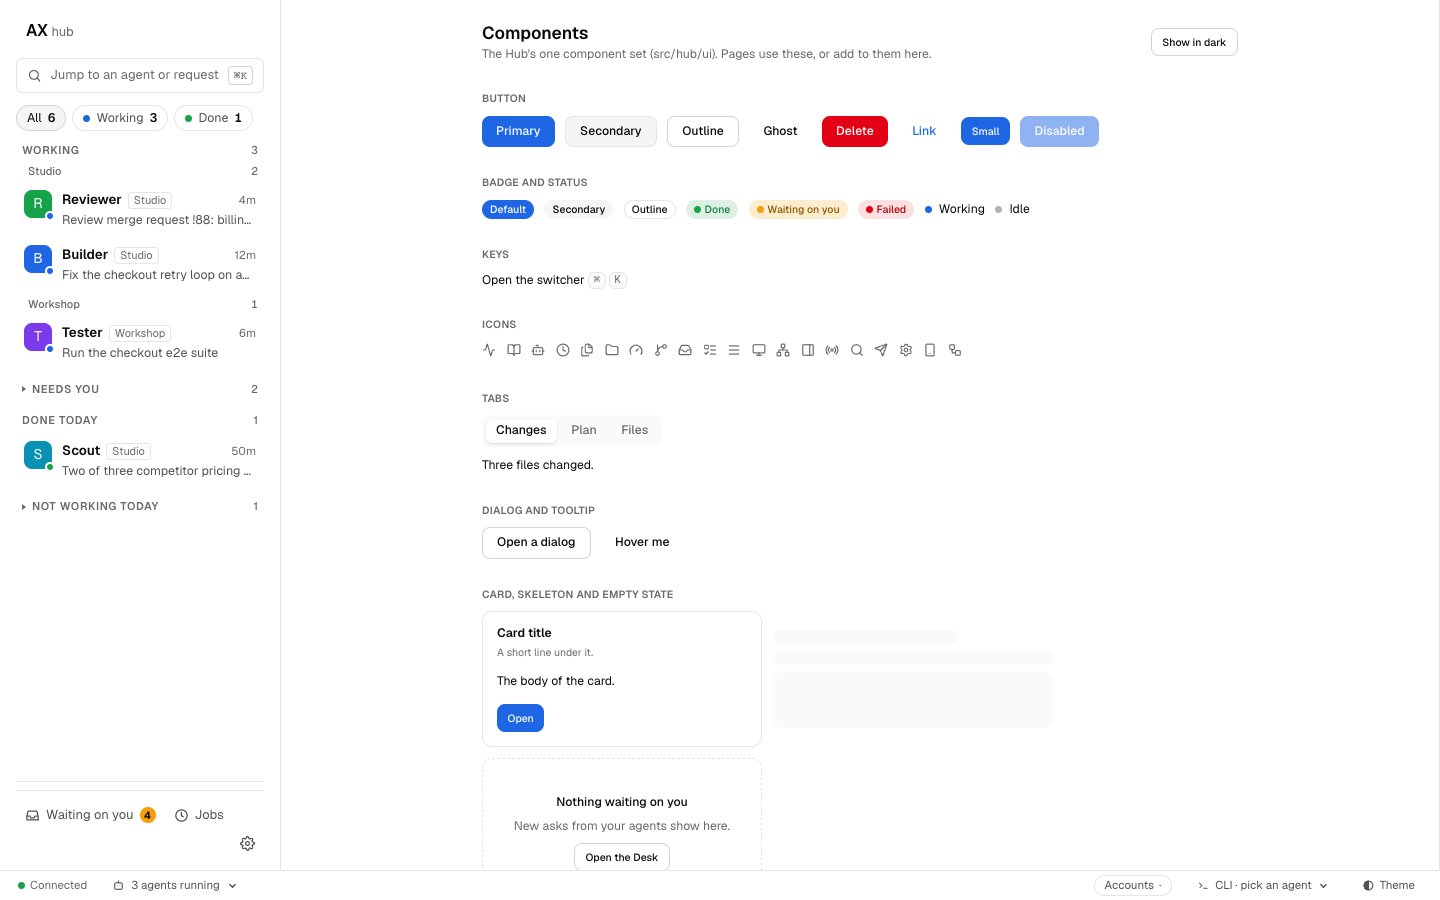 AX hub
Jump to an agent or request ⌘K
All 6 Working 3 Done 1
WORKING 3
Studio 2
R Reviewer Studio 4m
Review merge request !88: billin…
B Builder Studio 12m
Fix the checkout retry loop on a…
Workshop 1
T Tester Workshop 6m
Run the checkout e2e suite
NEEDS YOU 2
DONE TODAY 1
S Scout Studio 50m
Two of three competitor pricing …
NOT WORKING TODAY 1
Waiting on you 4 Jobs
Components
The Hub's one component set (src/hub/ui). Pages use these, or add to them here.
Show in dark
BUTTON
Primary Secondary Outline Ghost Delete Link Small Disabled
BADGE AND STATUS
Default Secondary Outline Done Waiting on you Failed Working Idle
KEYS
Open the switcher ⌘ K
ICONS
TABS
Changes Plan Files
Three files changed.
DIALOG AND TOOLTIP
Open a dialog Hover me
CARD, SKELETON AND EMPTY STATE
Card title
A short line under it.
The body of the card.
Open
Nothing waiting on you
New asks from your agents show here.
Open the Desk
Connected 3 agents running Accounts · CLI · pick an agent Theme